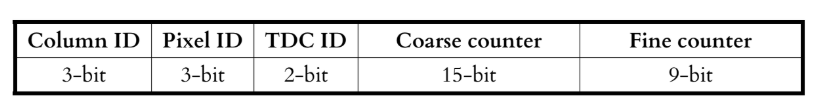 Column ID Pixel ID TDC ID Coarse counter Fine counter
3-bit 3-bit 2-bit 15-bit 9-bit